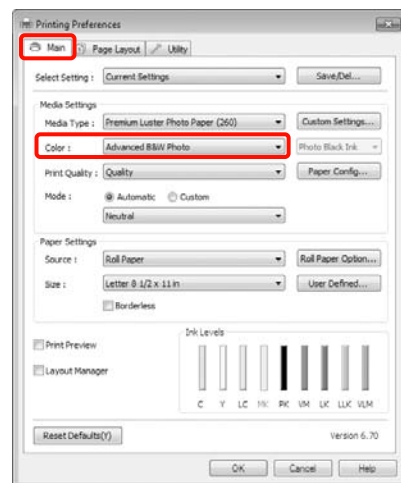 Printing Preferences
Main Page Layout Utility
Select Setting : Current Settings Save/Del...
Media Settings
Media Type : Premium Luster Photo Paper (260) Custom Settings...
Color : Advanced B&W Photo Photo Black Ink
Print Quality : Quality Paper Config...
Mode : Automatic Custom
Neutral
Paper Settings
Source : Roll Paper Roll Paper Option...
Size : Letter 8 1/2 x 11 in User Defined...
Borderless
Ink Levels
Print Preview
Layout Manager
C Y LC MK PK VM LK LLK VLM
Reset Defaults(Y) Version 6.70
OK Cancel Help